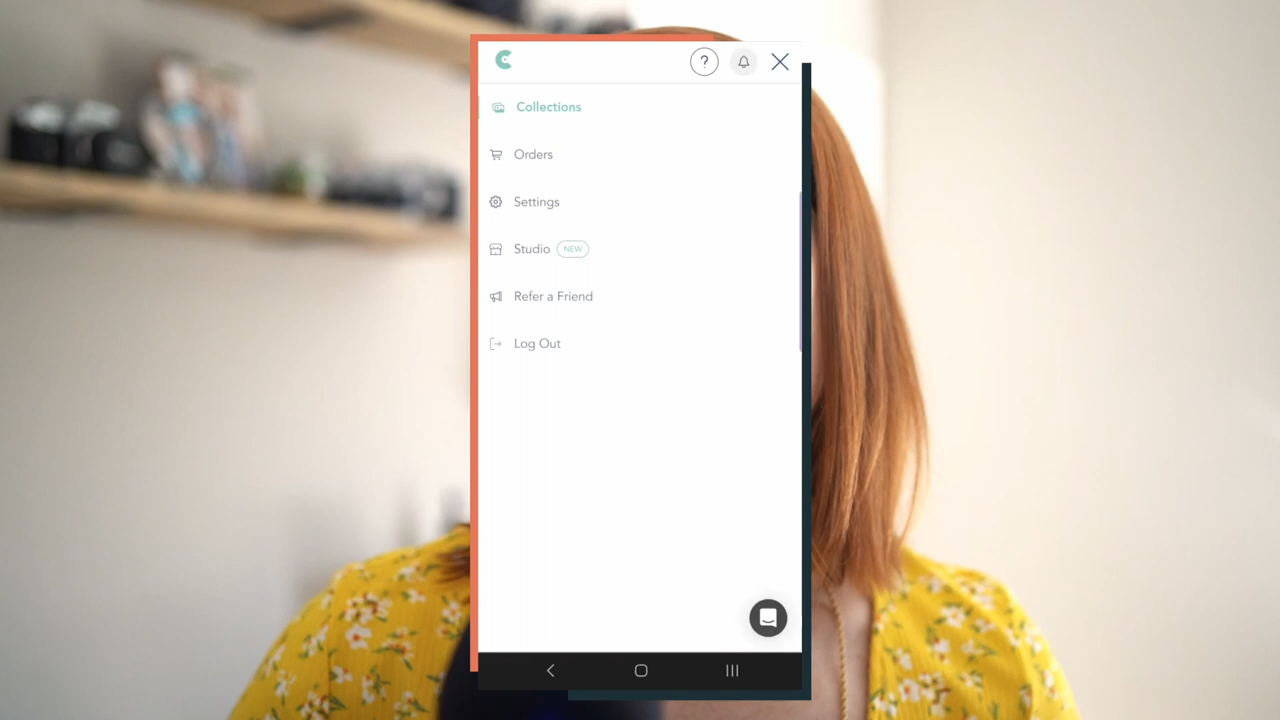 ?
Collections
Orders
Settings
Studio NEW
Refer a Friend
Log Out